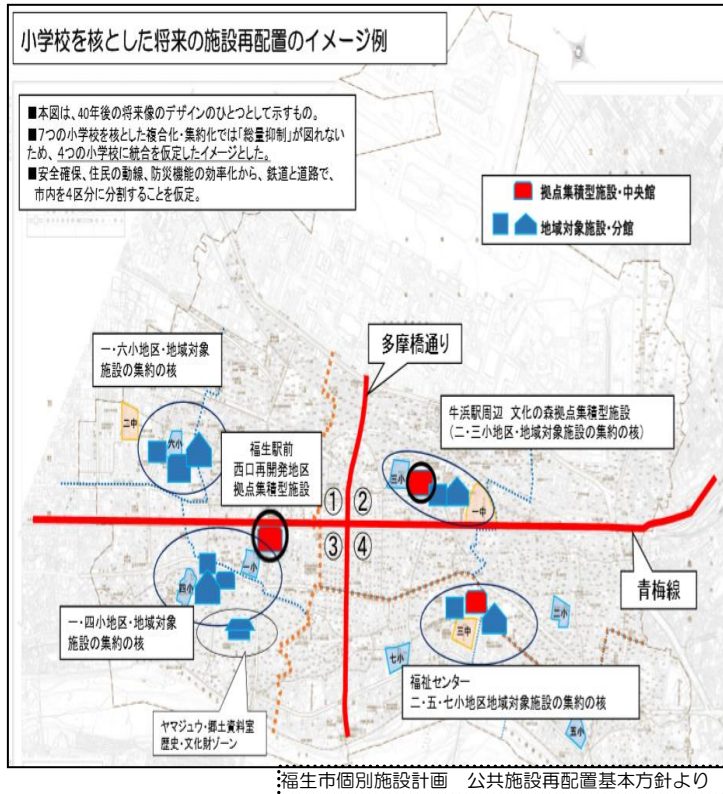 小学校を核とした将来の施設再配置のイメージ例
■本図は、40年後の将来像のデザインのひとつとして示すもの。
■7つの小学校を核とした複合化・集約化では「総量抑制」が図れない
ため、4つの小学校に統合を仮定したイメージとした。
■安全確保、住民の動線、防災機能の効率化から、鉄道と道路で、
市内を4区分に分割することを仮定。
拠点集積型施設・中央館
地域対象施設・分館
多摩橋通り
一・六小地区・地域対象
施設の集約の核
牛浜駅周辺 文化の森拠点集積型施設
(二・三小地区・地域対象施設の集約の核)
二中
六小
福生駅前
西口再開発地区
拠点集積型施設
三小
一中
① ②
③ ④
青梅線
一小
四小
一・四小地区・地域対象
施設の集約の核
三中
二小
七小
五小
福祉センター
二・五・七小地区地域対象施設の集約の核
ヤマジュウ・郷土資料室
歴史・文化財ゾーン
福生市個別施設計画 公共施設再配置基本方針より